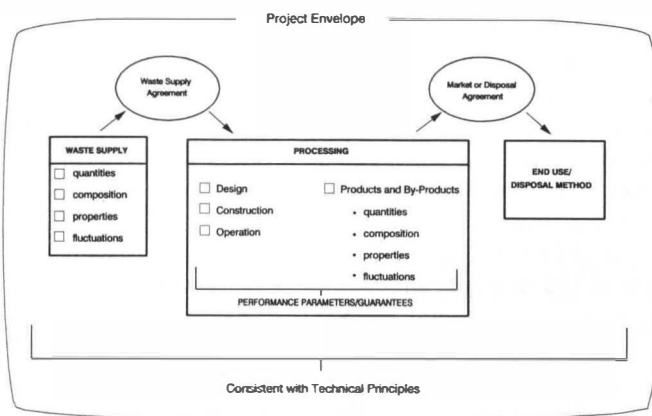 Project Envelope
Waste Supply
Agreement
Market or Disposal
Agreement
WASTE SUPPLY
☐ quantities
☐ composition
☐ properties
☐ fluctuations
PROCESSING
☐ Design
☐ Construction
☐ Operation
☐ Products and By-Products
• quantities
• composition
• properties
• fluctuations
PERFORMANCE PARAMETERS/GUARANTEES
END USE/
DISPOSAL METHOD
Consistent with Technical Principles